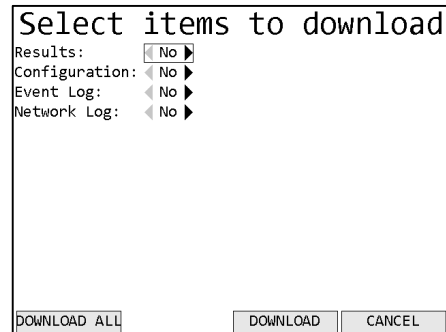 Select items to download
Results: No
Configuration: No
Event Log: No
Network Log: No
DOWNLOAD ALL DOWNLOAD CANCEL